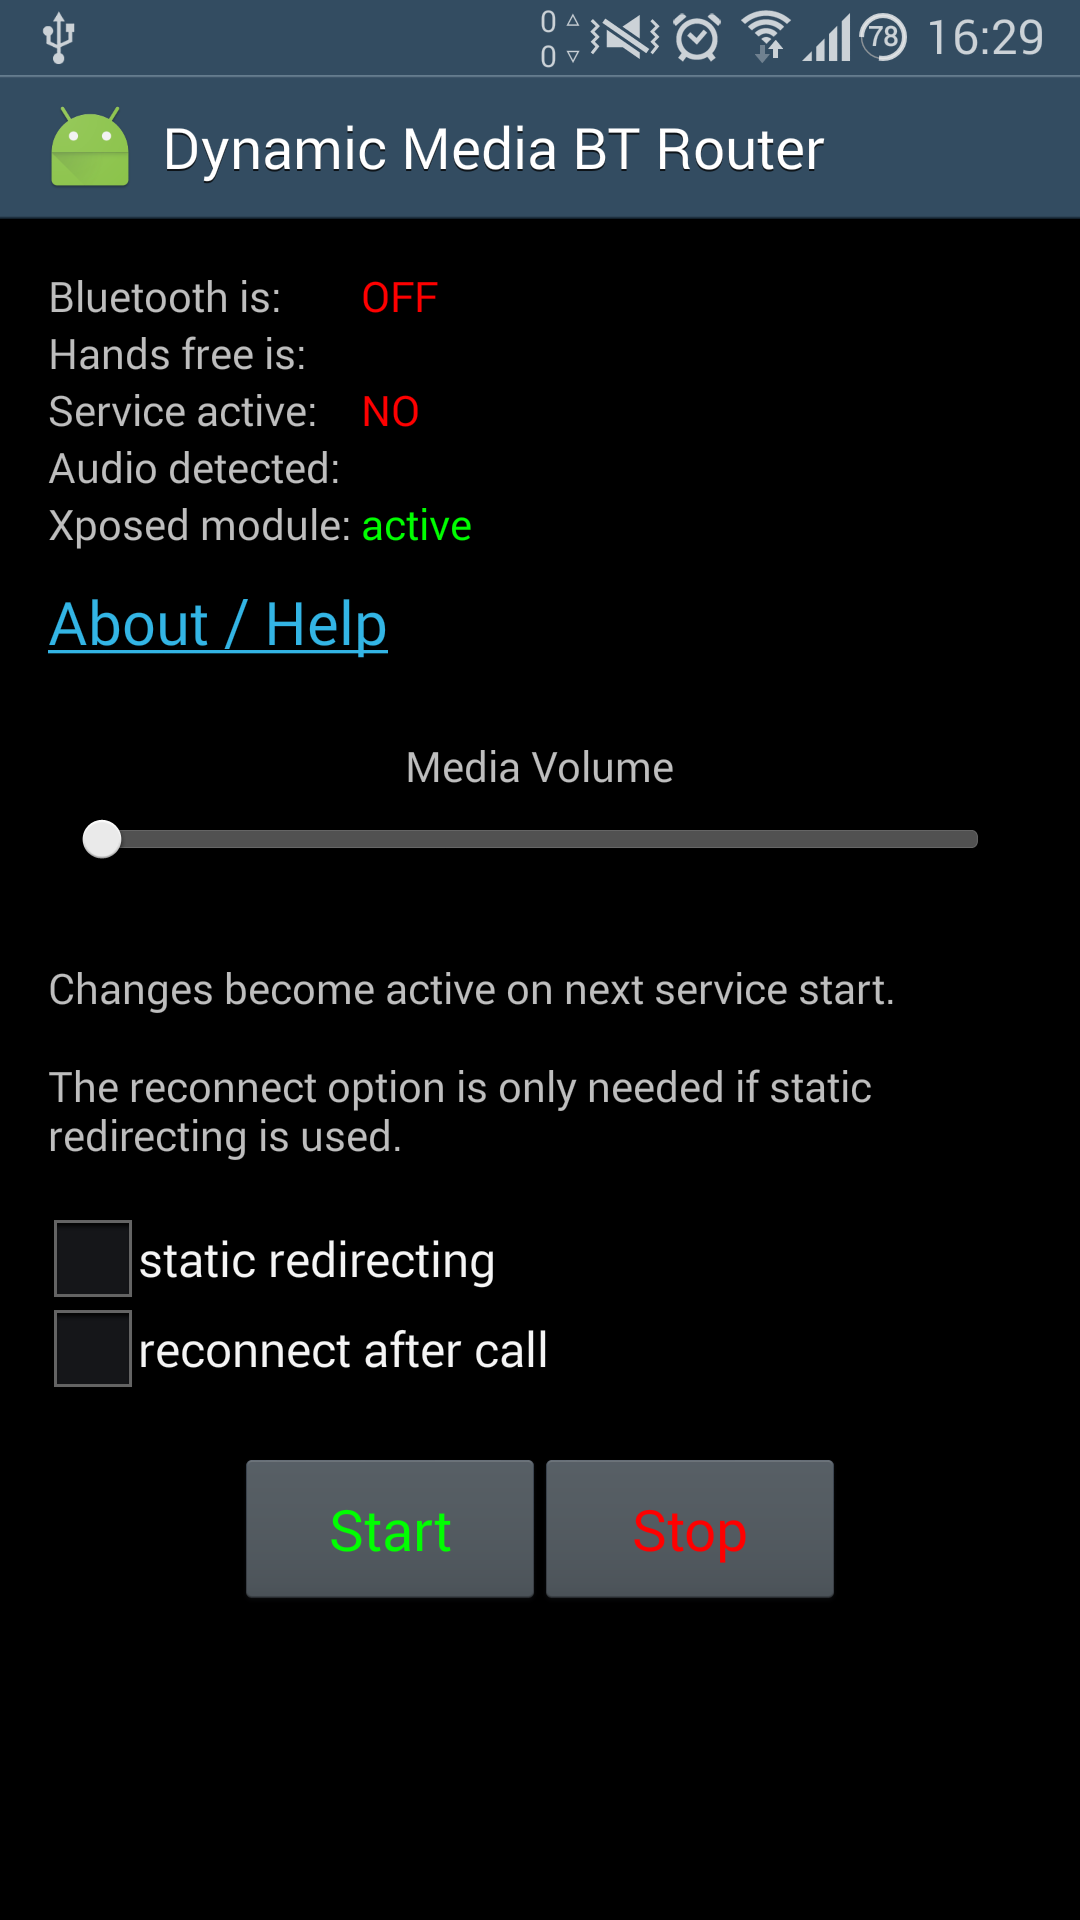 0
0
78
16:29
Dynamic Media BT Router
Bluetooth is: OFF
Hands free is:
Service active: NO
Audio detected:
Xposed module: active
About / Help
Media Volume
Changes become active on next service start.
The reconnect option is only needed if static
redirecting is used.
static redirecting
reconnect after call
Start Stop